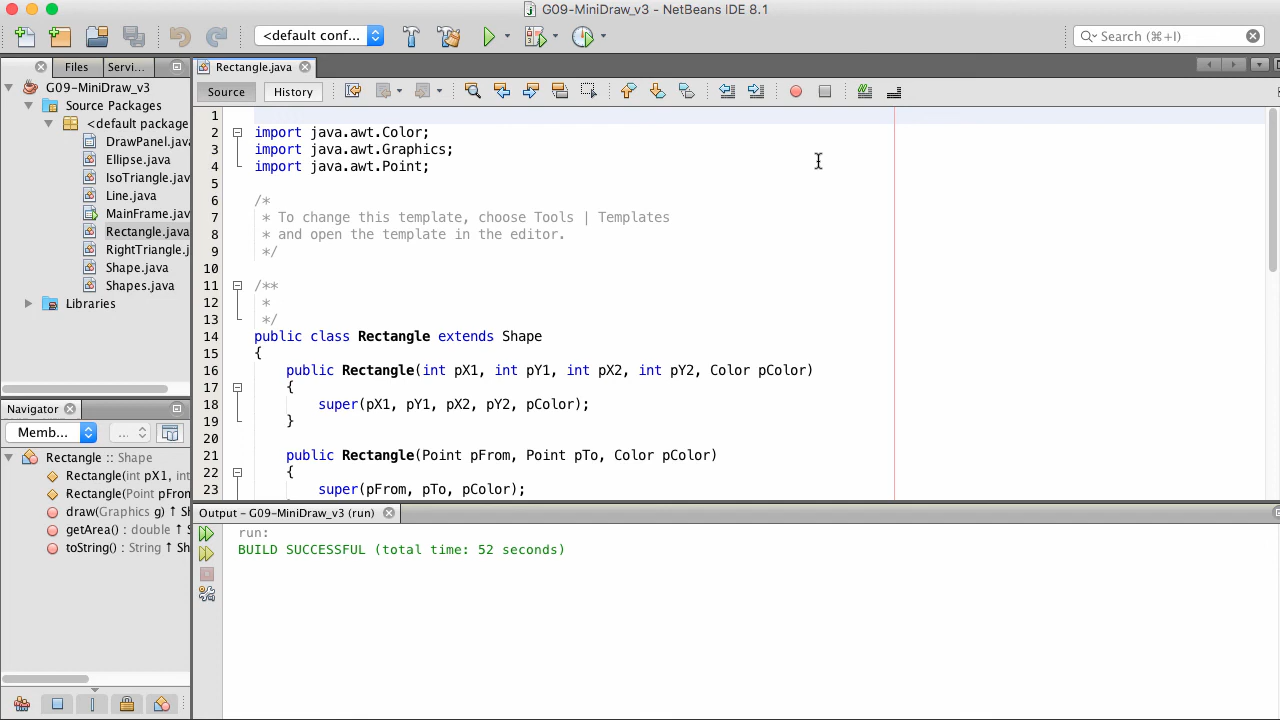 G09-MiniDraw_v3 - NetBeans IDE 8.1
<default conf...
Search (⌘+I)
Files
Servi...
Rectangle.java
G09-MiniDraw_v3
Source Packages
<default package
DrawPanel.java
Ellipse.java
IsoTriangle.jav
Line.java
MainFrame.jav
Rectangle.java
RightTriangle.j
Shape.java
Shapes.java
Libraries
Source
History
1
2 import java.awt.Color;
3 import java.awt.Graphics;
4 import java.awt.Point;
5
6 /*
7 * To change this template, choose Tools | Templates
8 * and open the template in the editor.
9 */
10
11 /**
12 *
13 */
14 public class Rectangle extends Shape
15 {
16 public Rectangle(int pX1, int pY1, int pX2, int pY2, Color pColor)
17 {
18 super(pX1, pY1, pX2, pY2, pColor);
19 }
20
21 public Rectangle(Point pFrom, Point pTo, Color pColor)
22 {
23 super(pFrom, pTo, pColor);
Navigator
Memb...
...
Rectangle :: Shape
Rectangle(int pX1, int
Rectangle(Point pFron
draw(Graphics g) ↑ Sh
getArea() : double ↑ S
toString() : String ↑ Sh
Output – G09-MiniDraw_v3 (run)
run:
BUILD SUCCESSFUL (total time: 52 seconds)